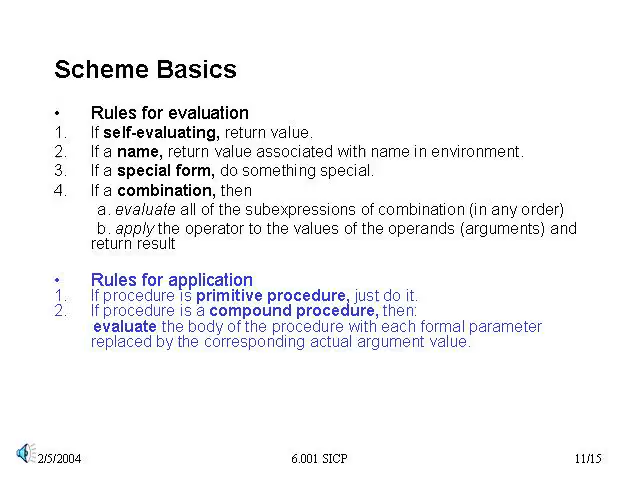 Scheme Basics
• Rules for evaluation
1. If self-evaluating, return value.
2. If a name, return value associated with name in environment.
3. If a special form, do something special.
4. If a combination, then
a. evaluate all of the subexpressions of combination (in any order)
b. apply the operator to the values of the operands (arguments) and
return result
• Rules for application
1. If procedure is primitive procedure, just do it.
2. If procedure is a compound procedure, then:
evaluate the body of the procedure with each formal parameter
replaced by the corresponding actual argument value.
2/5/2004 6.001 SICP 11/15